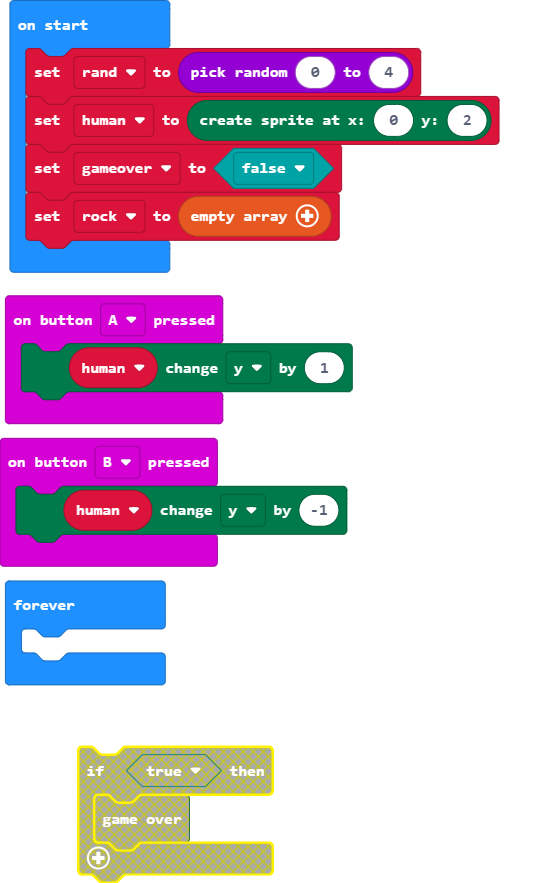 on start
set rand to pick random 0 to 4
set human to create sprite at x: 0 y: 2
set gameover to false
set rock to empty array
on button A pressed
human change y by 1
on button B pressed
human change y by -1
forever
if true then
game over